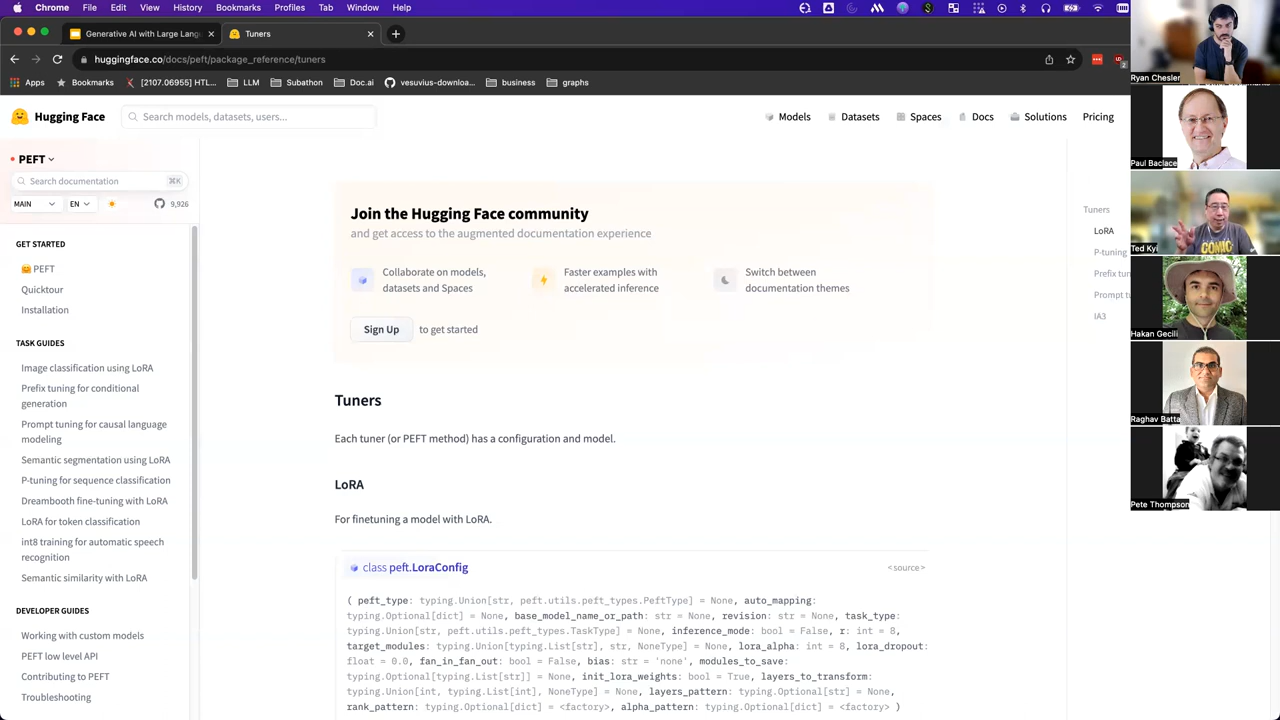 Chrome File Edit View History Bookmarks Profiles Tab Window Help
Generative AI with Large Lang
Tuners
huggingface.co/docs/peft/package_reference/tuners
2
Apps Bookmarks [2107.06955] HTL... LLM Subathon Doc.ai vesuvius-downloa... business graphs
Hugging Face
Search models, datasets, users...
Models Datasets Spaces Docs Solutions Pricing
PEFT
Search documentation ⌘K
MAIN EN 9,926
GET STARTED
PEFT
Quicktour
Installation
TASK GUIDES
Image classification using LoRA
Prefix tuning for conditional
generation
Prompt tuning for causal language
modeling
Semantic segmentation using LoRA
P-tuning for sequence classification
Dreambooth fine-tuning with LoRA
LoRA for token classification
int8 training for automatic speech
recognition
Semantic similarity with LoRA
DEVELOPER GUIDES
Working with custom models
PEFT low level API
Contributing to PEFT
Troubleshooting
Join the Hugging Face community
and get access to the augmented documentation experience
Collaborate on models,
datasets and Spaces
Faster examples with
accelerated inference
Switch between
documentation themes
Sign Up to get started
Tuners
Each tuner (or PEFT method) has a configuration and model.
LoRA
For finetuning a model with LoRA.
class peft.LoraConfig
< source >
( peft_type: typing.Union[str, peft.utils.peft_types.PeftType] = None, auto_mapping:
typing.Optional[dict] = None, base_model_name_or_path: str = None, revision: str = None, task_type:
typing.Union[str, peft.utils.peft_types.TaskType] = None, inference_mode: bool = False, r: int = 8,
target_modules: typing.Union[typing.List[str], str, NoneType] = None, lora_alpha: int = 8, lora_dropout:
float = 0.0, fan_in_fan_out: bool = False, bias: str = 'none', modules_to_save:
typing.Optional[typing.List[str]] = None, init_lora_weights: bool = True, layers_to_transform:
typing.Union[int, typing.List[int], NoneType] = None, layers_pattern: typing.Optional[str] = None,
rank_pattern: typing.Optional[dict] = <factory>, alpha_pattern: typing.Optional[dict] = <factory> )
Tuners
LoRA
P-tuning
Prefix tun
Prompt tu
IA3
Ryan Chesler
Paul Baclace
COMIC
Ted Kyi
Hakan Gecili
Raghav Batta
Pete Thompson